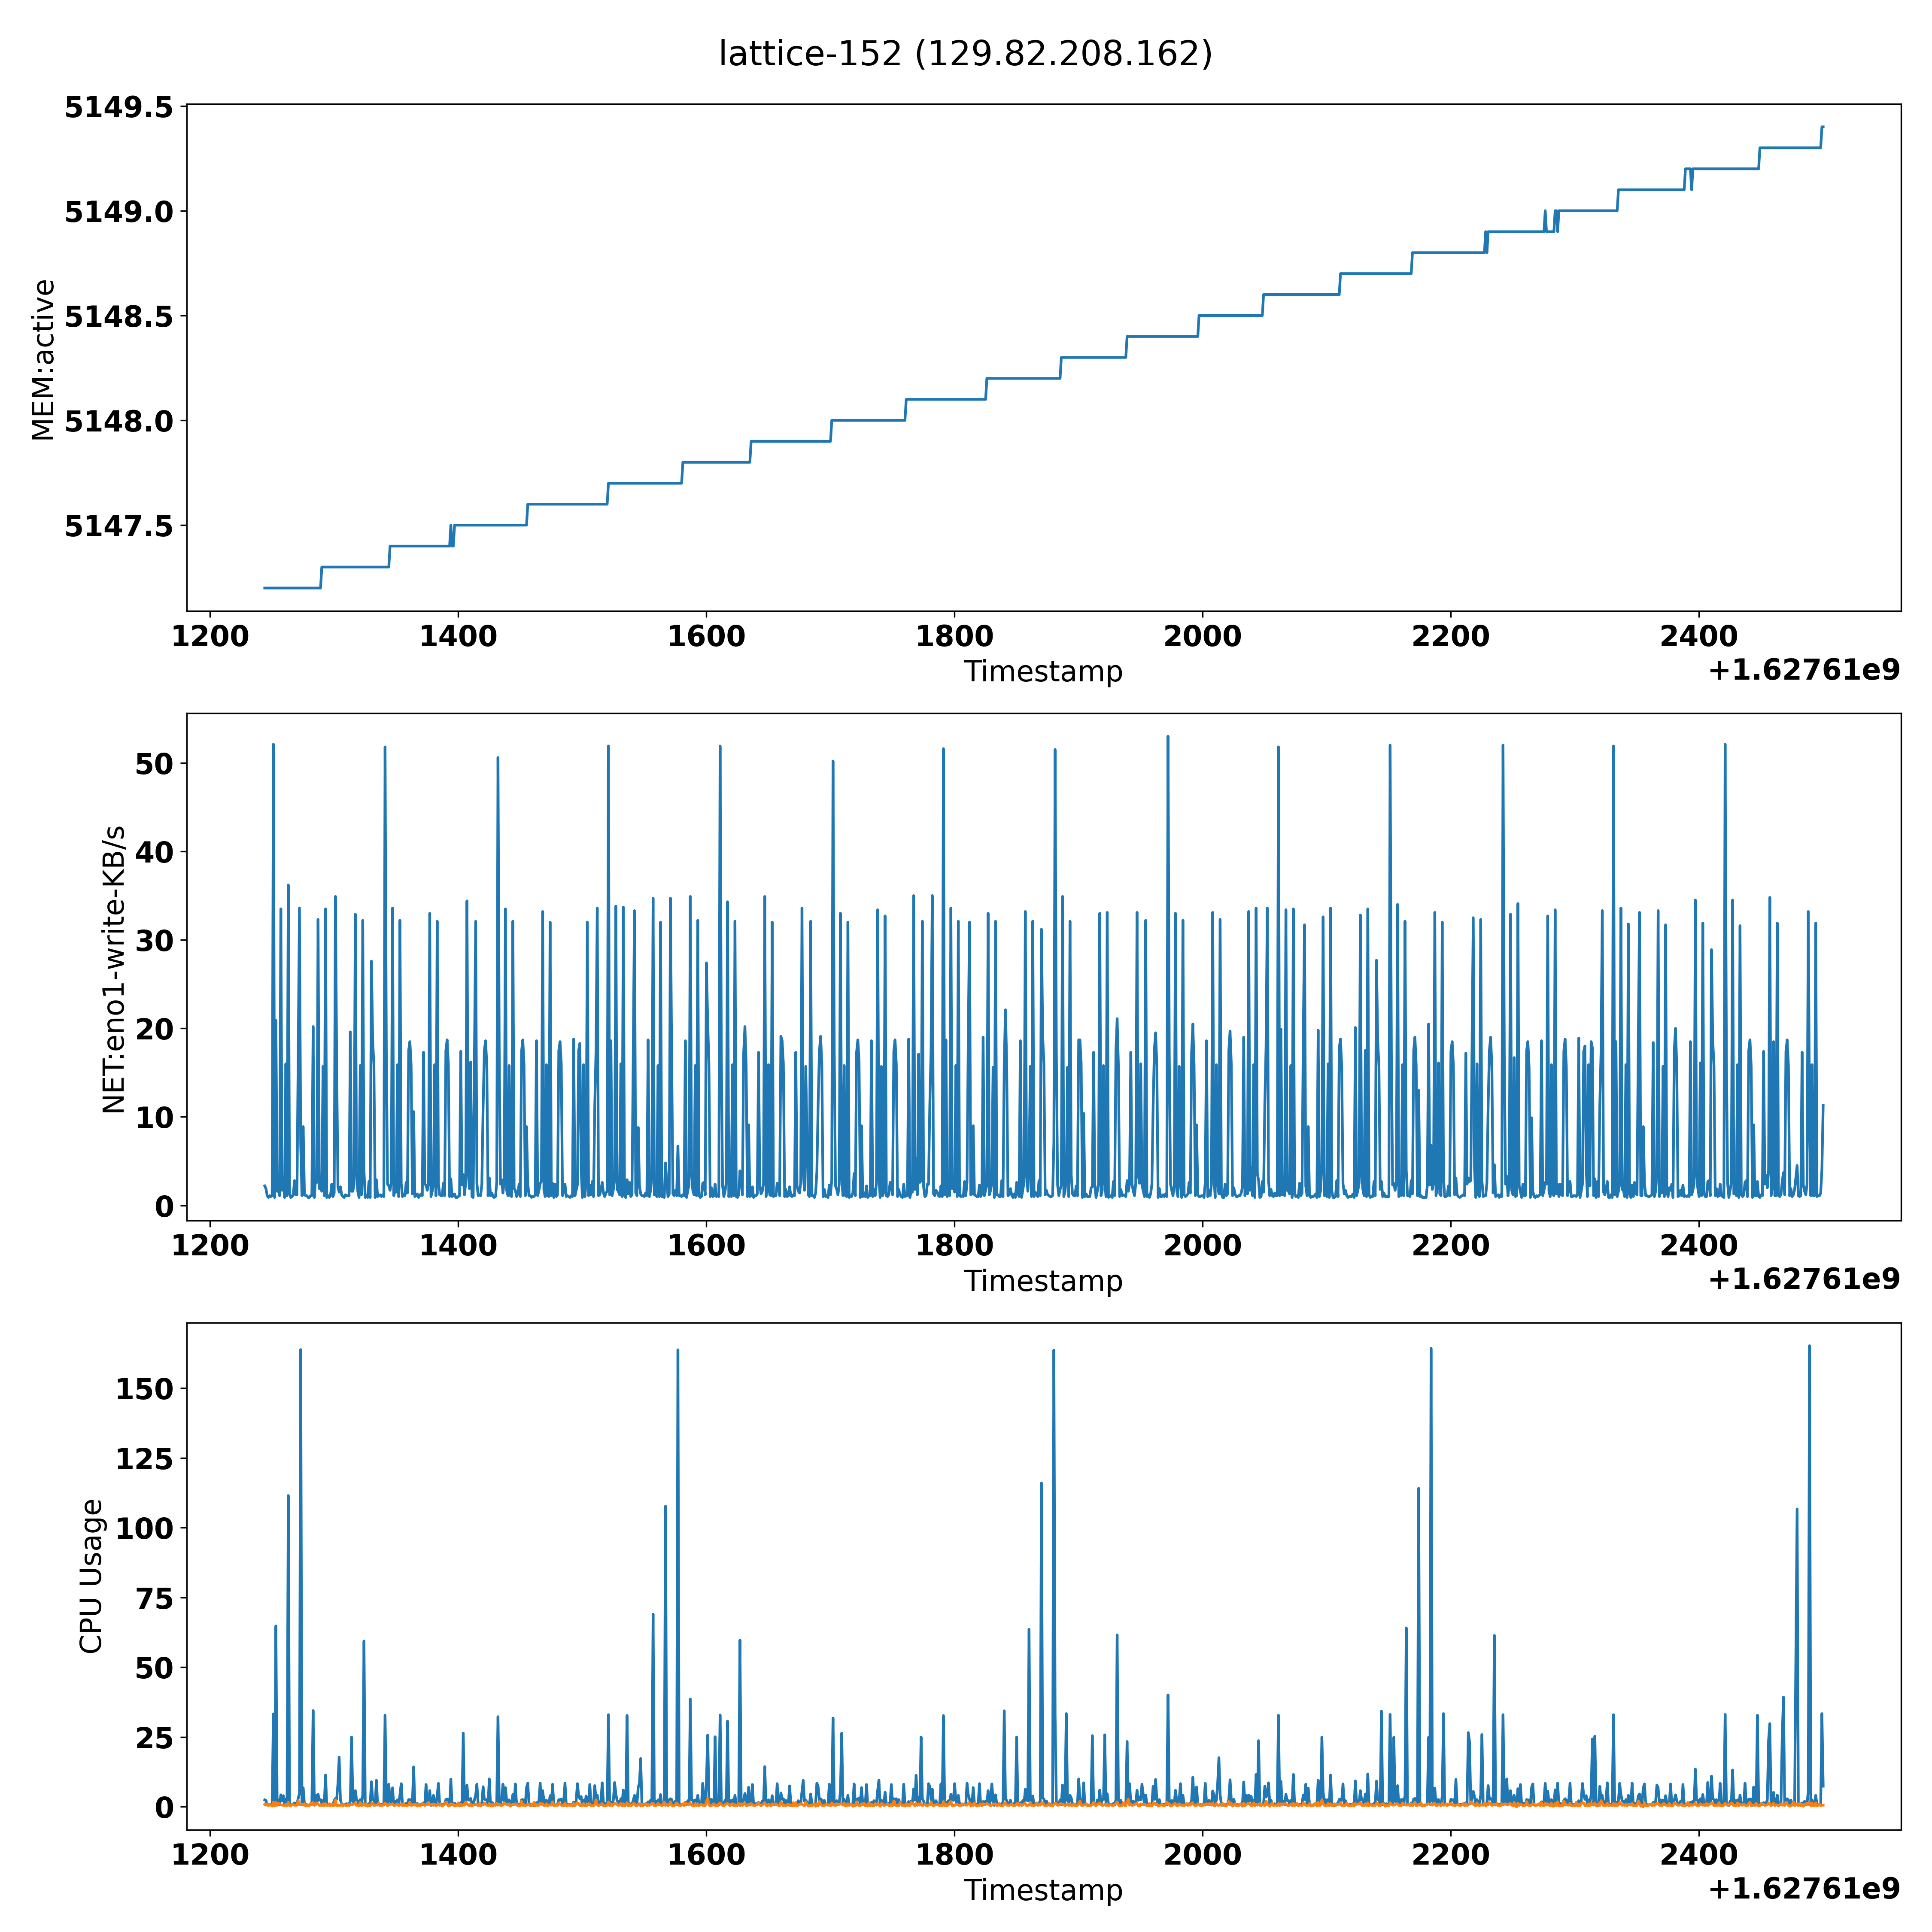 lattice-152 (129.82.208.162)
MEM:active
5149.5
5149.0
5148.5
5148.0
5147.5
1200 1400 1600 1800 2000 2200 2400
Timestamp
+1.62761e9
NET:eno1-write-KB/s
50
40
30
20
10
0
1200 1400 1600 1800 2000 2200 2400
Timestamp
+1.62761e9
CPU Usage
150
125
100
75
50
25
0
1200 1400 1600 1800 2000 2200 2400
Timestamp
+1.62761e9